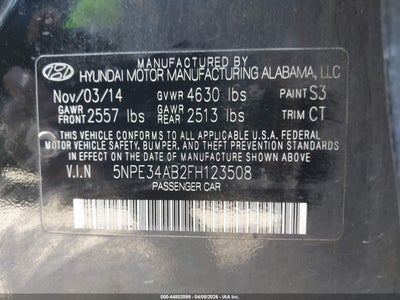 MANUFACTURED BY
HYUNDAI MOTOR MANUFACTURING ALABAMA, LLC
Nov/03/14 GVWR 4630 lbs PAINT S3
GAWR FRONT 2557 lbs GAWR REAR 2513 lbs TRIM CT
THIS VEHICLE CONFORMS TO ALL APPLICABLE U.S.A. FEDERAL
MOTOR VEHICLE SAFETY, BUMPER, AND THEFT PREVENTION
STANDARDS IN EFFECT ON THE DATE OF MANUFACTURE SHOWN ABOVE.
V.I.N 5NPE34AB2FH123508
PASSENGER CAR
000-44802099 - 04/09/2026 - www.iaai.com